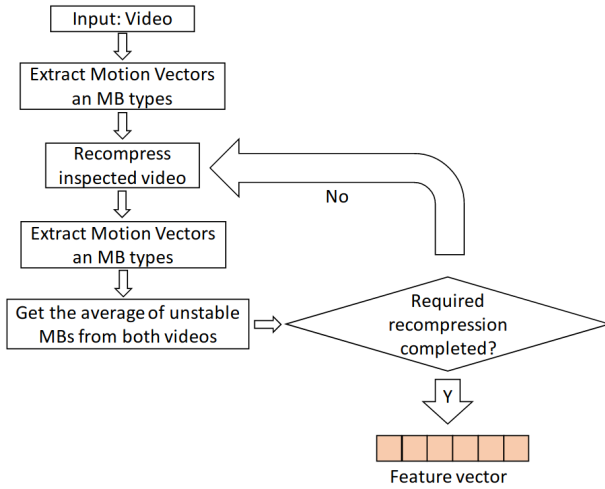 Input: Video
Extract Motion Vectors
an MB types
Recompress
inspected video
No
Extract Motion Vectors
an MB types
Get the average of unstable
MBs from both videos
Required
recompression
completed?
Y
Feature vector